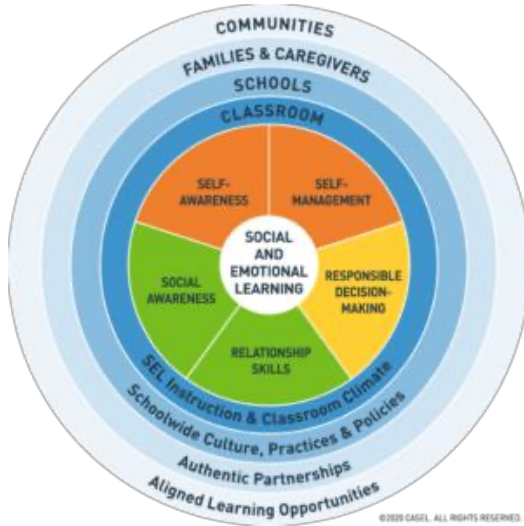 COMMUNITIES
FAMILIES & CAREGIVERS
SCHOOLS
CLASSROOM
SELF-
AWARENESS
SELF-
MANAGEMENT
SOCIAL
AND
EMOTIONAL
LEARNING
SOCIAL
AWARENESS
RESPONSIBLE
DECISION-
MAKING
RELATIONSHIP
SKILLS
SEL Instruction & Classroom Climate
Schoolwide Culture, Practices & Policies
Authentic Partnerships
Aligned Learning Opportunities
©2020 CASEL. ALL RIGHTS RESERVED.